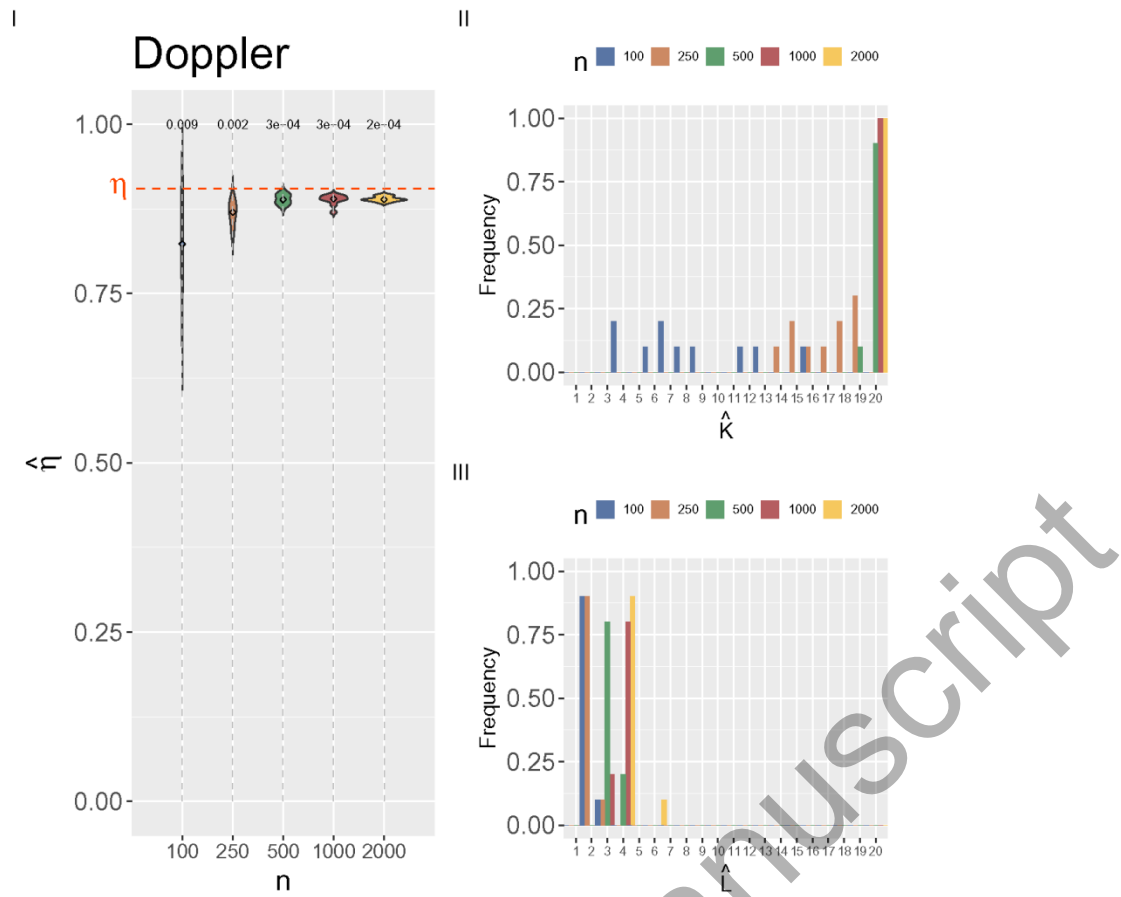 I
Doppler
1.00
0.75
0.50
0.25
0.00
0.009 0.002 3e−04 3e−04 2e−04
η
η̂
100 250 500 1000 2000
n
II
n 100 250 500 1000 2000
1.00
0.75
0.50
0.25
0.00
Frequency
1 2 3 4 5 6 7 8 9 10 11 12 13 14 15 16 17 18 19 20
K̂
III
n 100 250 500 1000 2000
1.00
0.75
0.50
0.25
0.00
Frequency
1 2 3 4 5 6 7 8 9 10 11 12 13 14 15 16 17 18 19 20
L̂
nuscript